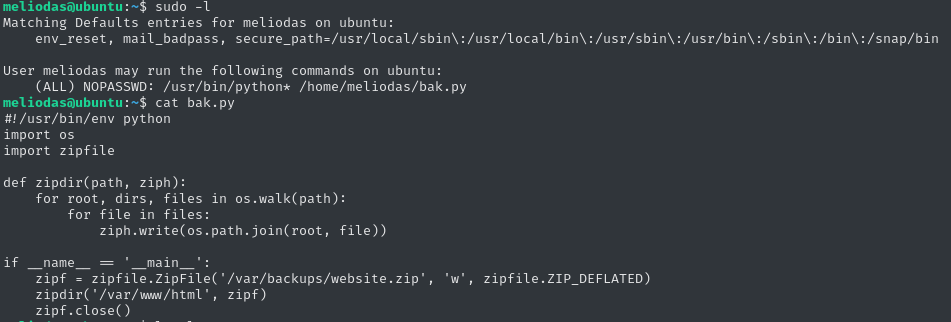 meliodas@ubuntu:~$ sudo -l
Matching Defaults entries for meliodas on ubuntu:
    env_reset, mail_badpass, secure_path=/usr/local/sbin\:/usr/local/bin\:/usr/sbin\:/usr/bin\:/sbin\:/bin\:/snap/bin

User meliodas may run the following commands on ubuntu:
    (ALL) NOPASSWD: /usr/bin/python* /home/meliodas/bak.py
meliodas@ubuntu:~$ cat bak.py
#!/usr/bin/env python
import os
import zipfile

def zipdir(path, ziph):
    for root, dirs, files in os.walk(path):
        for file in files:
            ziph.write(os.path.join(root, file))

if __name__ == '__main__':
    zipf = zipfile.ZipFile('/var/backups/website.zip', 'w', zipfile.ZIP_DEFLATED)
    zipdir('/var/www/html', zipf)
    zipf.close()